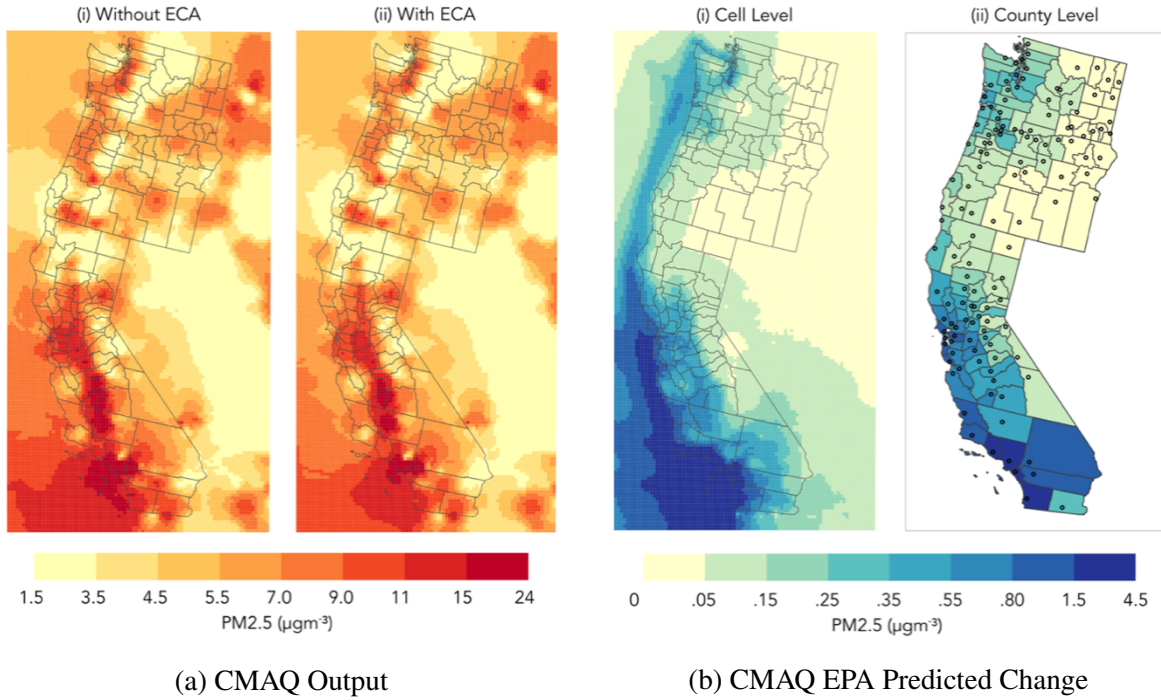 (i) Without ECA
(ii) With ECA
(i) Cell Level
(ii) County Level
1.5 3.5 4.5 5.5 7.0 9.0 11 15 24
PM2.5 (µgm⁻³)
0 .05 .15 .25 .35 .55 .80 1.5 4.5
PM2.5 (µgm⁻³)
(a) CMAQ Output
(b) CMAQ EPA Predicted Change